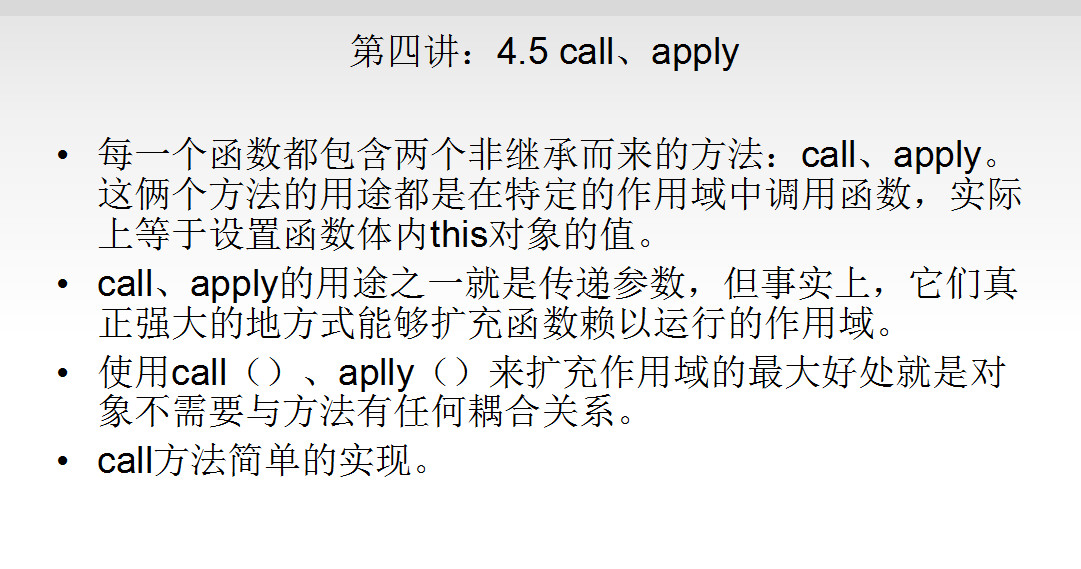 第四讲：4.5 call、apply
• 每一个函数都包含两个非继承而来的方法：call、apply。
这俩个方法的用途都是在特定的作用域中调用函数，实际
上等于设置函数体内this对象的值。
• call、apply的用途之一就是传递参数，但事实上，它们真
正强大的地方式能够扩充函数赖以运行的作用域。
• 使用call（）、aplly（）来扩充作用域的最大好处就是对
象不需要与方法有任何耦合关系。
• call方法简单的实现。